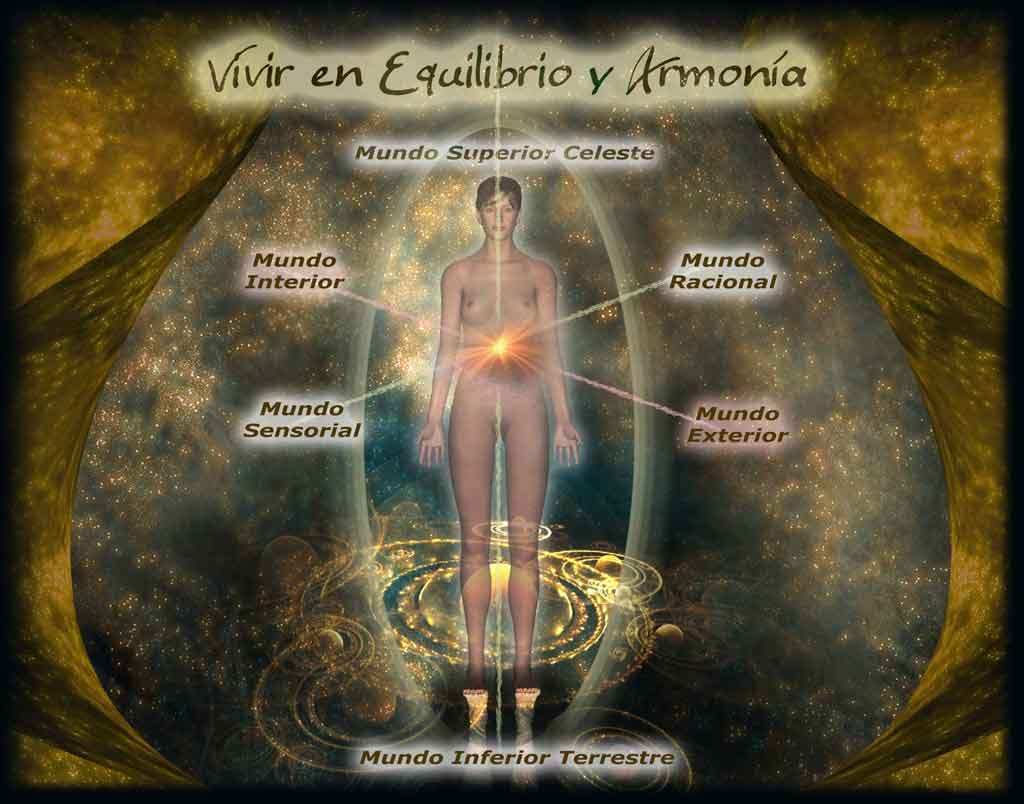 Vivir en Equilibrio y Armonía
Mundo Superior Celeste
Mundo
Interior
Mundo
Racional
Mundo
Sensorial
Mundo
Exterior
Mundo Inferior Terrestre